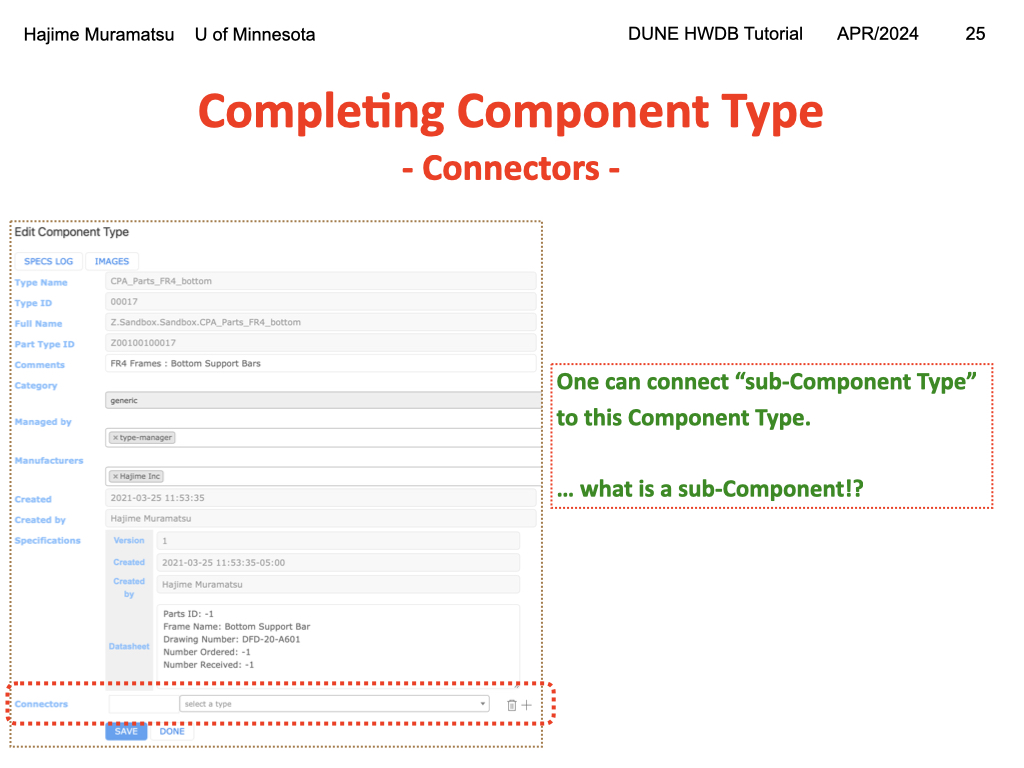 Hajime Muramatsu U of Minnesota DUNE HWDB Tutorial APR/2024 25
Completing Component Type
- Connectors -
Edit Component Type
SPECS LOG IMAGES
Type Name CPA_Parts_FR4_bottom
Type ID 00017
Full Name Z.Sandbox.Sandbox.CPA_Parts_FR4_bottom
Part Type ID Z00100100017
Comments FR4 Frames : Bottom Support Bars
Category
generic
Managed by
×type-manager
Manufacturers
×Hajime Inc
Created 2021-03-25 11:53:35
Created by Hajime Muramatsu
Specifications Version 1
Created 2021-03-25 11:53:35-05:00
Created by Hajime Muramatsu
Datasheet
Parts ID: -1
Frame Name: Bottom Support Bar
Drawing Number: DFD-20-A601
Number Ordered: -1
Number Received: -1
Connectors select a type
SAVE DONE
One can connect “sub-Component Type”
to this Component Type.
... what is a sub-Component!?